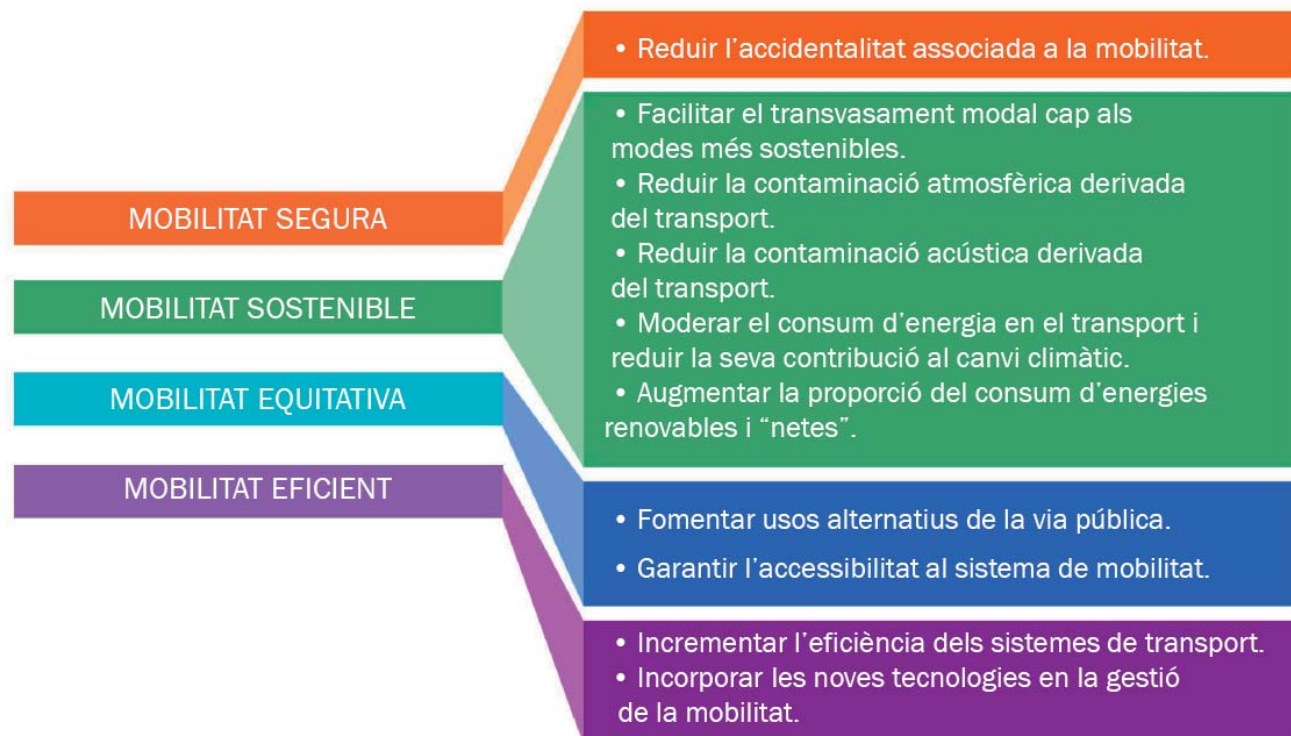 MOBILITAT SEGURA
MOBILITAT SOSTENIBLE
MOBILITAT EQUITATIVA
MOBILITAT EFICIENT
• Reduir l’accidentalitat associada a la mobilitat.
• Facilitar el transvasament modal cap als
modes més sostenibles.
• Reduir la contaminació atmosfèrica derivada
del transport.
• Reduir la contaminació acústica derivada
del transport.
• Moderar el consum d’energia en el transport i
reduir la seva contribució al canvi climàtic.
• Augmentar la proporció del consum d’energies
renovables i “netes”.
• Fomentar usos alternatius de la via pública.
• Garantir l’accessibilitat al sistema de mobilitat.
• Incrementar l’eficiència dels sistemes de transport.
• Incorporar les noves tecnologies en la gestió
de la mobilitat.